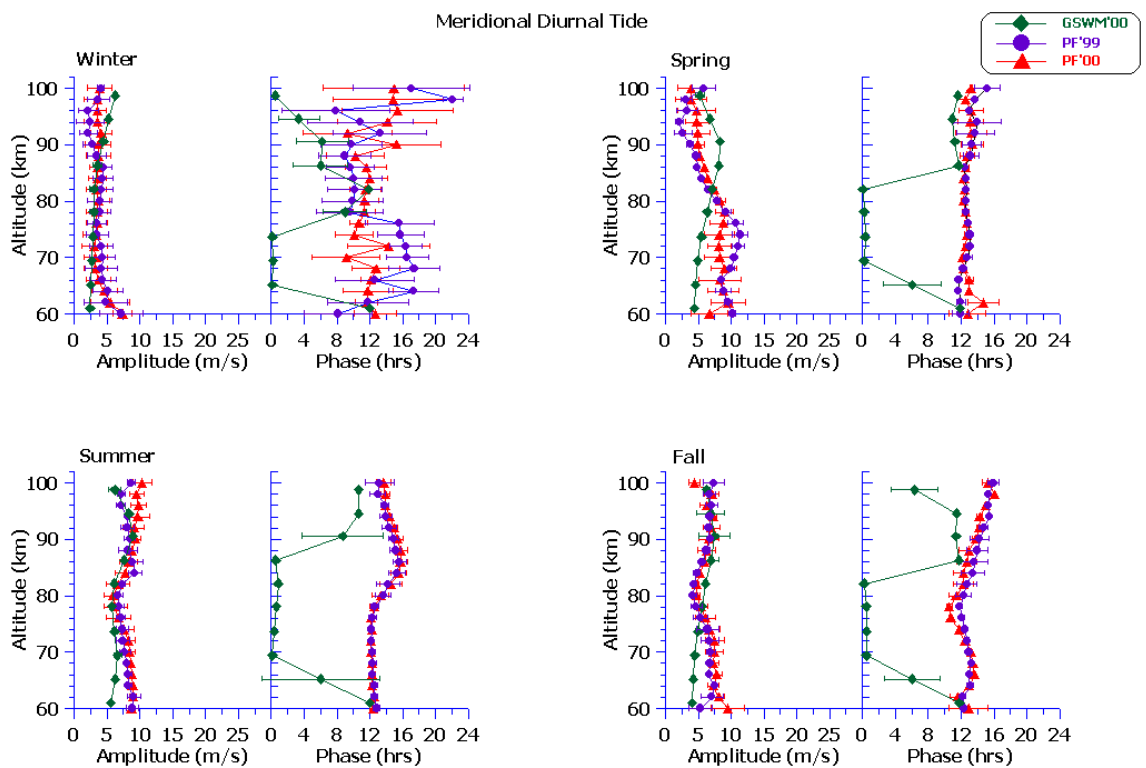 Meridional Diurnal Tide
GSWM'00
PF'99
PF'00
Winter
Altitude (km)
100
90
80
70
60
0 5 10 15 20 25 30
Amplitude (m/s)
0 4 8 12 16 20 24
Phase (hrs)
Spring
Altitude (km)
100
90
80
70
60
0 5 10 15 20 25 30
Amplitude (m/s)
0 4 8 12 16 20 24
Phase (hrs)
Summer
Altitude (km)
100
90
80
70
60
0 5 10 15 20 25 30
Amplitude (m/s)
0 4 8 12 16 20 24
Phase (hrs)
Fall
Altitude (km)
100
90
80
70
60
0 5 10 15 20 25 30
Amplitude (m/s)
0 4 8 12 16 20 24
Phase (hrs)